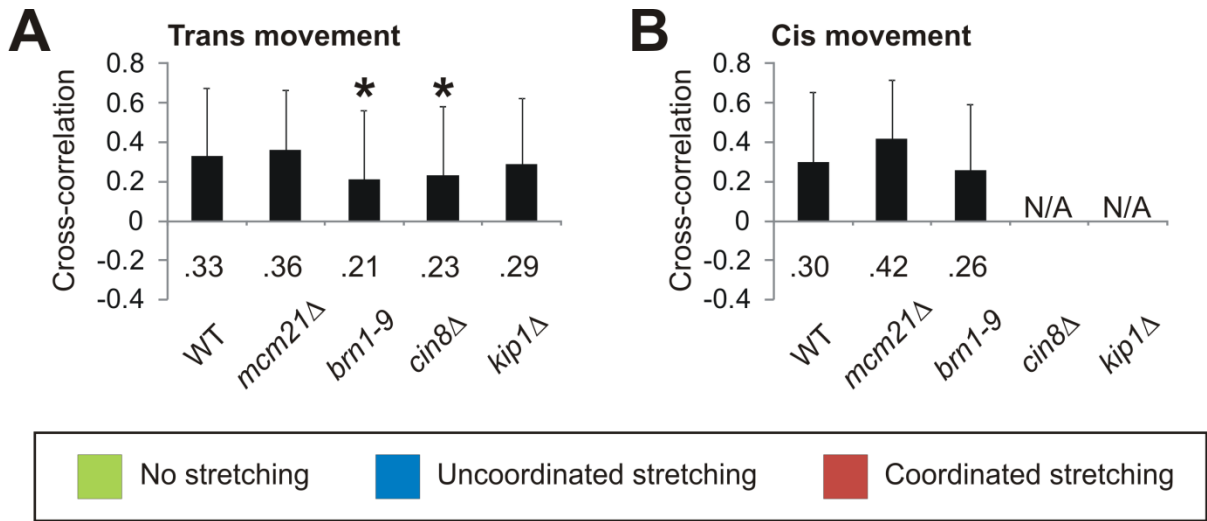 A
Trans movement
Cross-correlation
0.8
0.6
0.4
0.2
0
-0.2
-0.4
* *
.33 .36 .21 .23 .29
WT mcm21Δ brn1-9 cin8Δ kip1Δ
B
Cis movement
Cross-correlation
0.8
0.6
0.4
0.2
0
-0.2
-0.4
N/A N/A
.30 .42 .26
WT mcm21Δ brn1-9 cin8Δ kip1Δ
No stretching Uncoordinated stretching Coordinated stretching